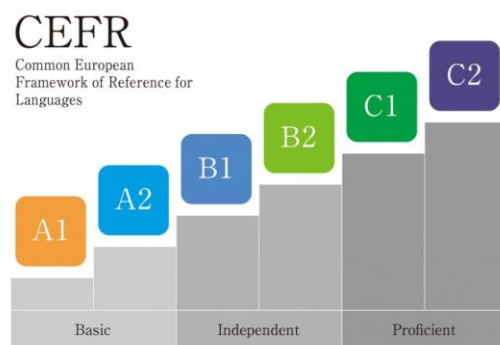 CEFR
Common European
Framework of Reference for
Languages
C2
C1
B2
B1
A2
A1
Basic
Independent
Proficient